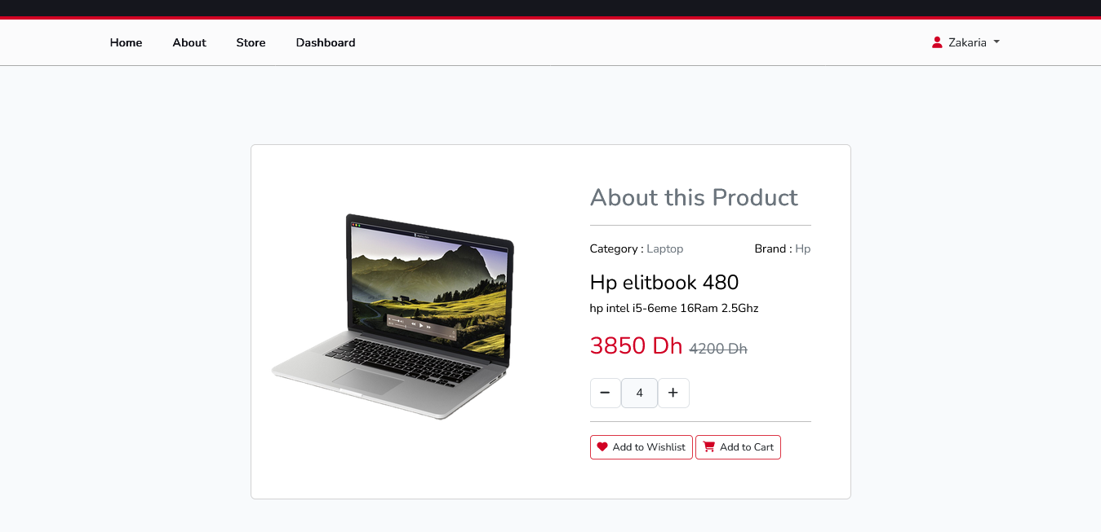 Home About Store Dashboard Zakaria
About this Product
Category : Laptop Brand : Hp
Hp elitbook 480
hp intel i5-6eme 16Ram 2.5Ghz
3850 Dh 4200 Dh
4
Add to Wishlist Add to Cart